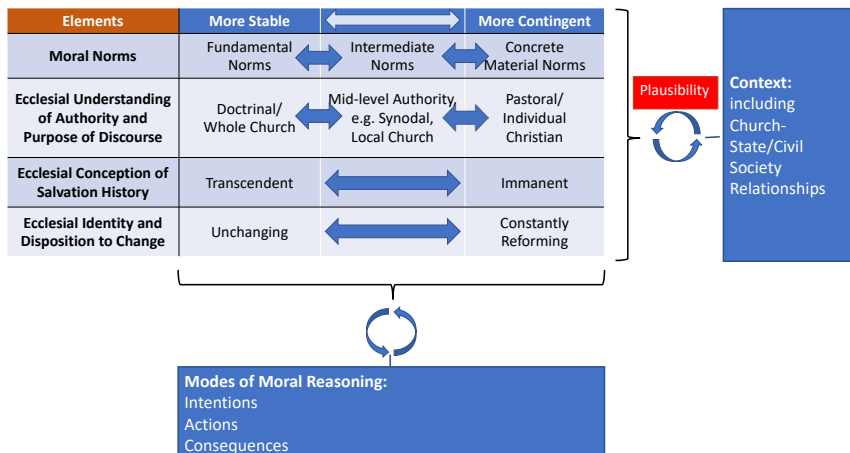 Elements
More Stable
More Contingent
Moral Norms
Fundamental
Norms
Intermediate
Norms
Concrete
Material Norms
Ecclesial Understanding
of Authority and
Purpose of Discourse
Doctrinal/
Whole Church
Mid-level Authority,
e.g. Synodal,
Local Church
Pastoral/
Individual
Christian
Ecclesial Conception of
Salvation History
Transcendent
Immanent
Ecclesial Identity and
Disposition to Change
Unchanging
Constantly
Reforming
Plausibility
Context:
including
Church-
State/Civil
Society
Relationships
Modes of Moral Reasoning:
Intentions
Actions
Consequences